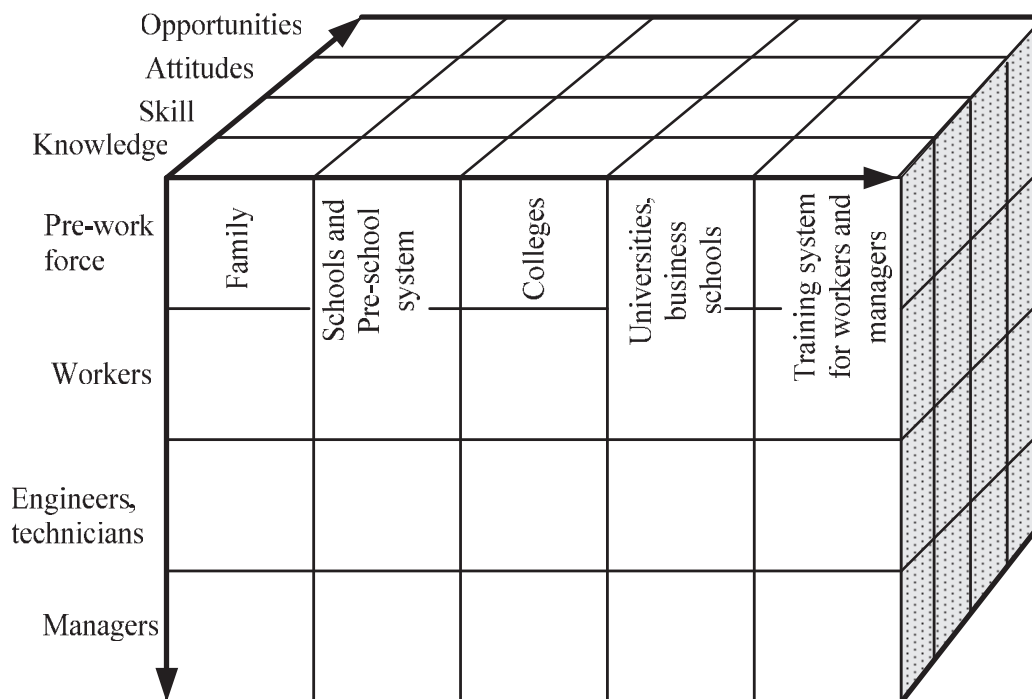 Opportunities
Attitudes
Skill
Knowledge
Pre-work
force
Workers
Engineers,
technicians
Managers
Family
Schools and
Pre-school
system
Colleges
Universities,
business
schools
Training system
for workers and
managers